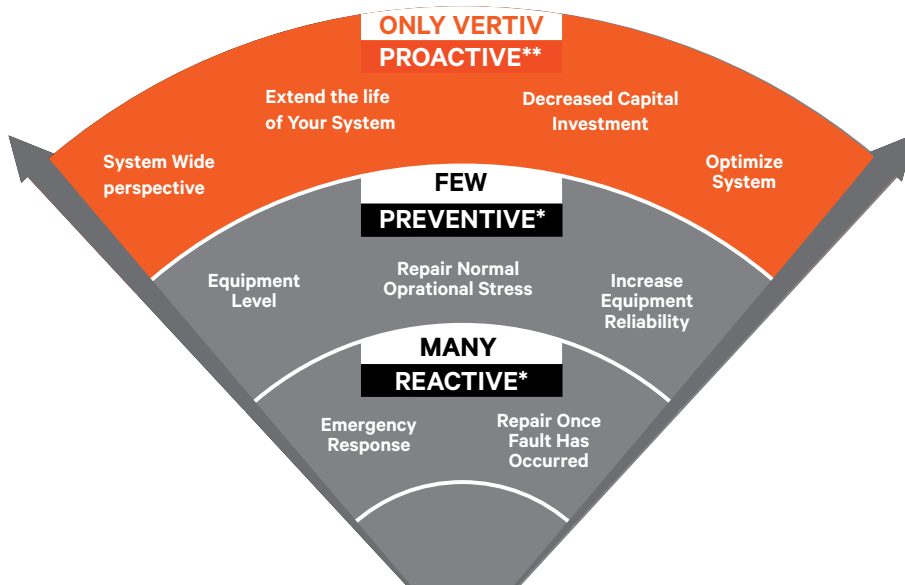 ONLY VERTIV
PROACTIVE**
Extend the life
of Your System
Decreased Capital
Investment
System Wide
perspective
Optimize
System
FEW
PREVENTIVE*
Equipment
Level
Repair Normal
Oprational Stress
Increase
Equipment
Reliability
MANY
REACTIVE*
Emergency
Response
Repair Once
Fault Has
Occurred